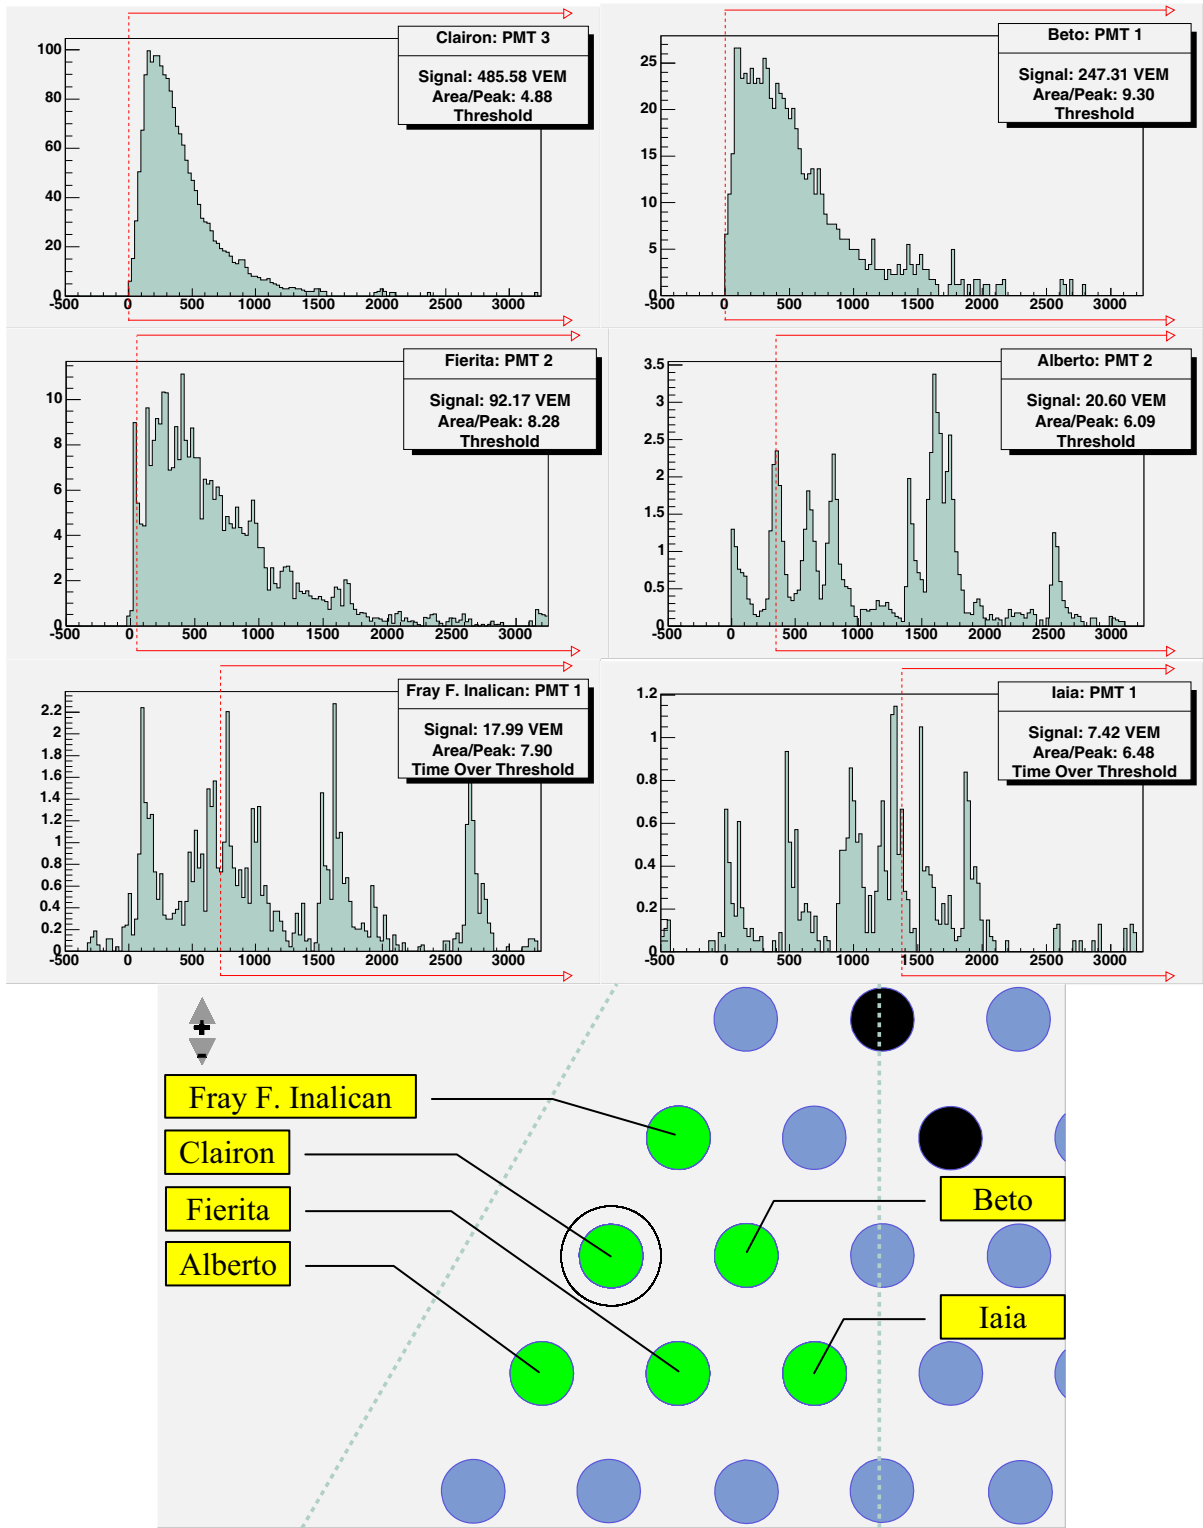 Clairon: PMT 3
Signal: 485.58 VEM
Area/Peak: 4.88
Threshold
100
80
60
40
20
0
-500 0 500 1000 1500 2000 2500 3000
Beto: PMT 1
Signal: 247.31 VEM
Area/Peak: 9.30
Threshold
25
20
15
10
5
0
-500 0 500 1000 1500 2000 2500 3000
Fierita: PMT 2
Signal: 92.17 VEM
Area/Peak: 8.28
Threshold
10
8
6
4
2
0
-500 0 500 1000 1500 2000 2500 3000
Alberto: PMT 2
Signal: 20.60 VEM
Area/Peak: 6.09
Threshold
3.5
3
2.5
2
1.5
1
0.5
0
-500 0 500 1000 1500 2000 2500 3000
Fray F. Inalican: PMT 1
Signal: 17.99 VEM
Area/Peak: 7.90
Time Over Threshold
2.2
2
1.8
1.6
1.4
1.2
1
0.8
0.6
0.4
0.2
0
-500 0 500 1000 1500 2000 2500 3000
Iaia: PMT 1
Signal: 7.42 VEM
Area/Peak: 6.48
Time Over Threshold
1.2
1
0.8
0.6
0.4
0.2
0
-500 0 500 1000 1500 2000 2500 3000
+
-
Fray F. Inalican
Clairon
Fierita
Alberto
Beto
Iaia